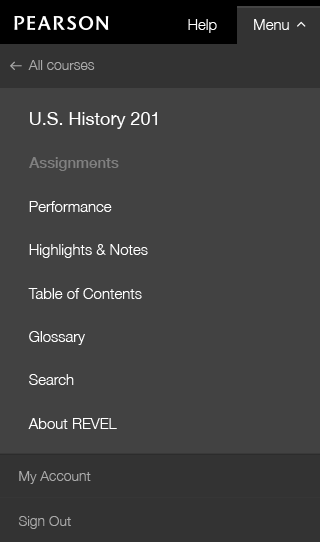 PEARSON Help Menu
← All courses
U.S. History 201
Assignments
Performance
Highlights & Notes
Table of Contents
Glossary
Search
About REVEL
My Account
Sign Out